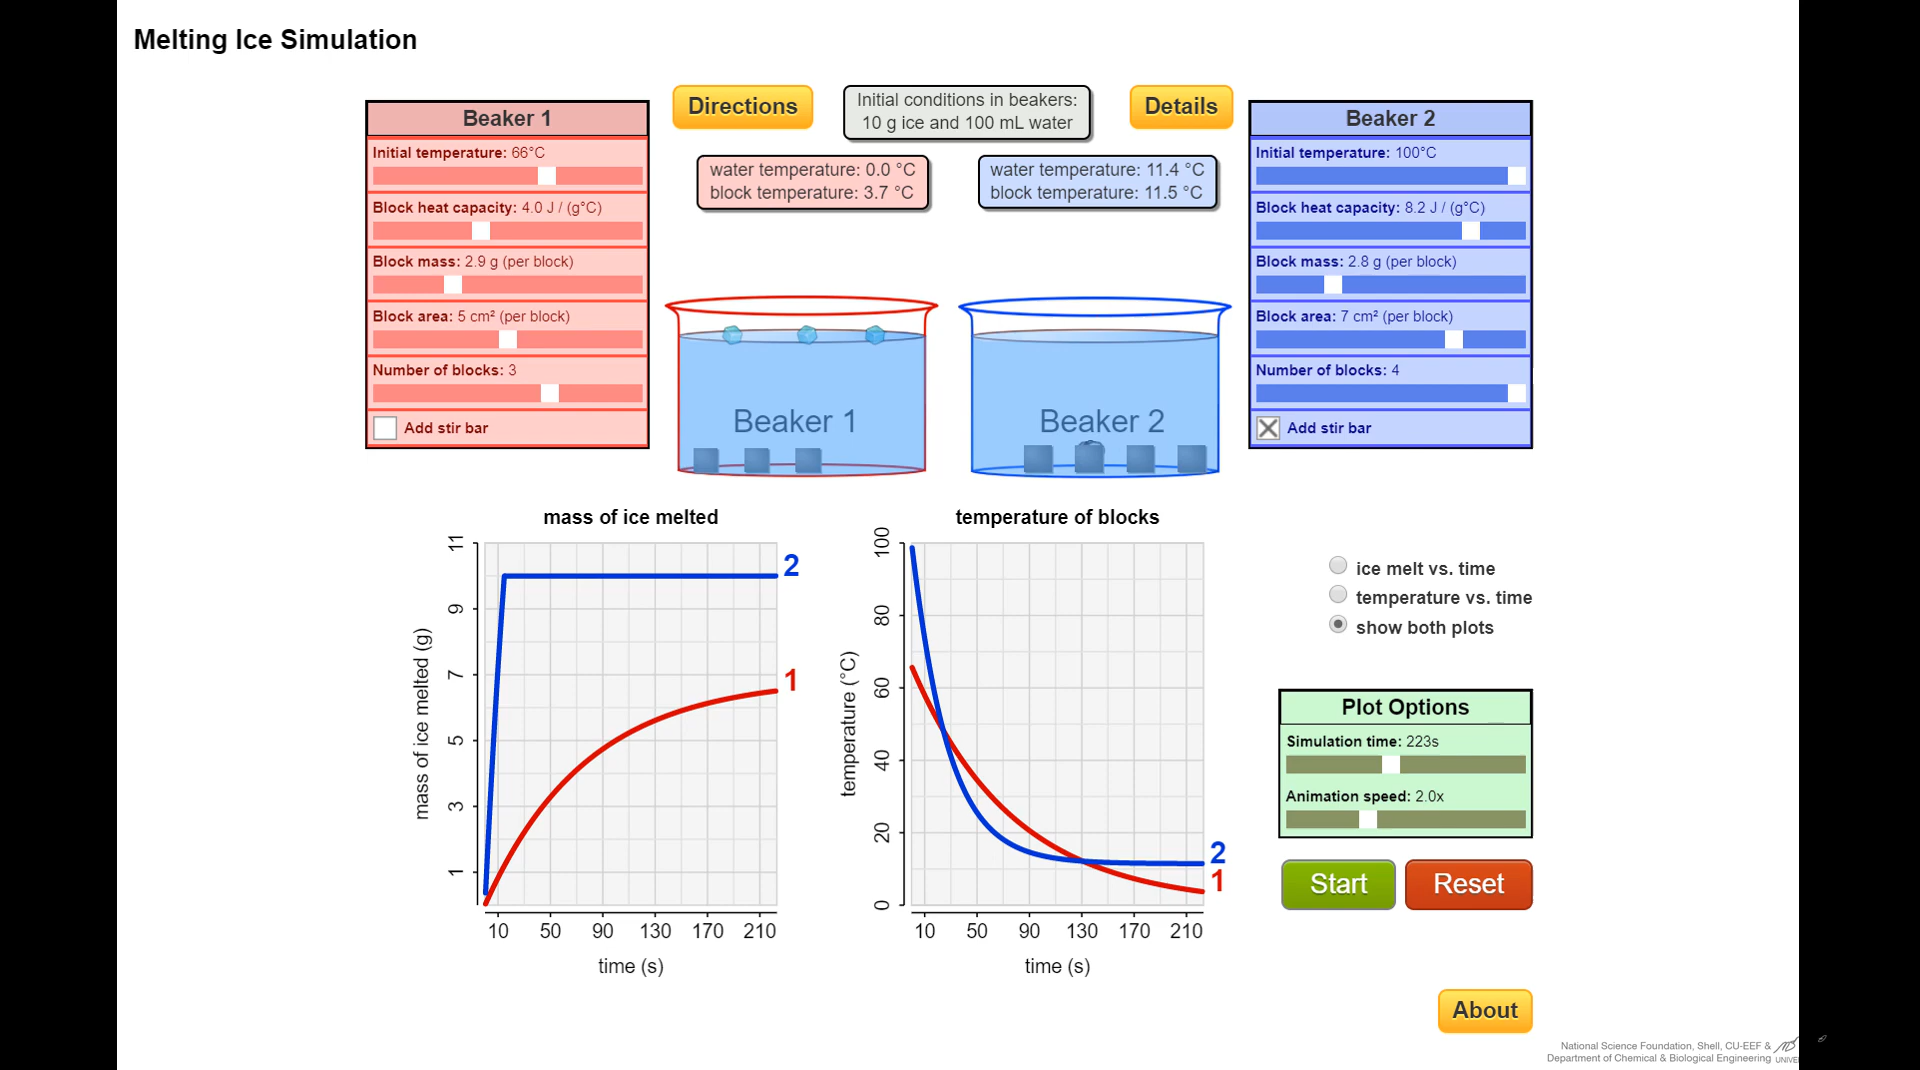 Melting Ice Simulation
Beaker 1
Initial temperature: 66°C
Block heat capacity: 4.0 J / (g°C)
Block mass: 2.9 g (per block)
Block area: 5 cm² (per block)
Number of blocks: 3
Add stir bar
Directions
Initial conditions in beakers:
10 g ice and 100 mL water
Details
water temperature: 0.0 °C
block temperature: 3.7 °C
water temperature: 11.4 °C
block temperature: 11.5 °C
Beaker 2
Initial temperature: 100°C
Block heat capacity: 8.2 J / (g°C)
Block mass: 2.8 g (per block)
Block area: 7 cm² (per block)
Number of blocks: 4
Add stir bar
Beaker 1
Beaker 2
mass of ice melted
mass of ice melted (g)
11
9
7
5
3
1
2
1
10 50 90 130 170 210
time (s)
temperature of blocks
temperature (°C)
100
80
60
40
20
0
2
1
10 50 90 130 170 210
time (s)
ice melt vs. time
temperature vs. time
show both plots
Plot Options
Simulation time: 223s
Animation speed: 2.0x
Start
Reset
About
National Science Foundation, Shell, CU-EEF &
Department of Chemical & Biological Engineering